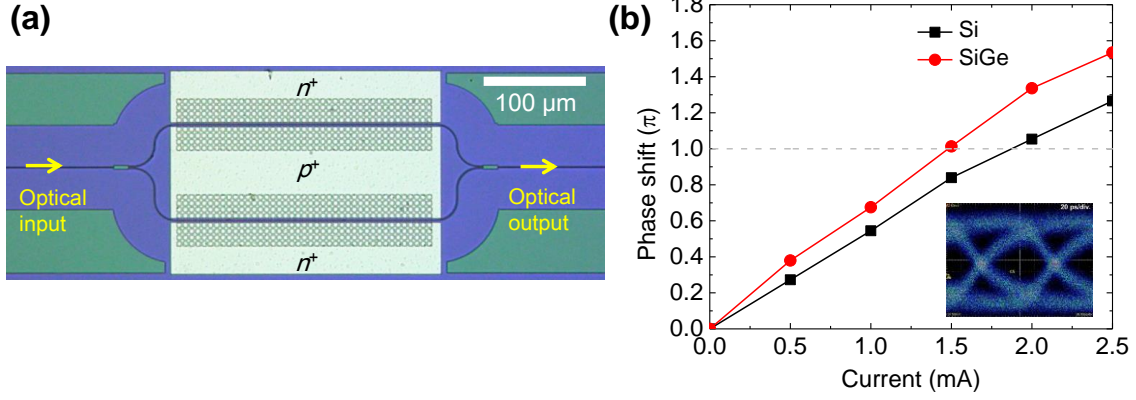 (a)
n+
100 μm
p+
Optical
input
Optical
output
n+
(b)
Phase shift (π)
1.8
1.6
1.4
1.2
1.0
0.8
0.6
0.4
0.2
0.0
Si
SiGe
20 ps/div.
0.0 0.5 1.0 1.5 2.0 2.5
Current (mA)